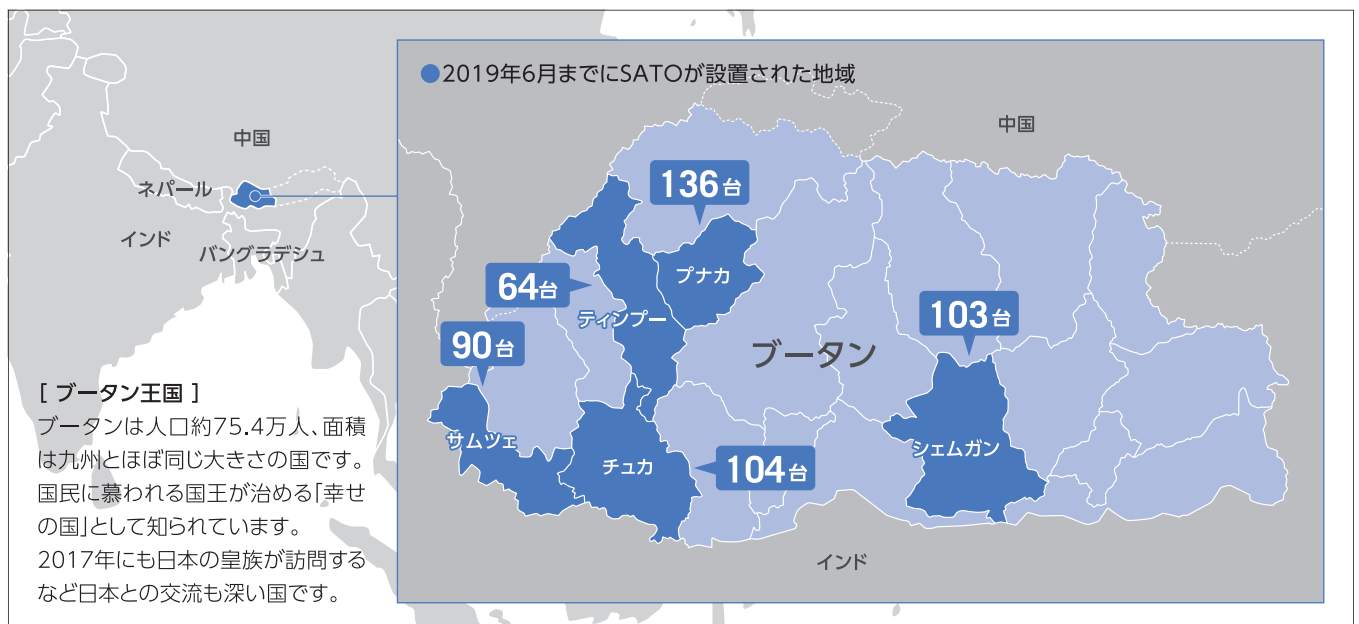 ●2019年6月までにSATOが設置された地域
中国
中国
ネパール
インド
バングラデシュ
136台
プナカ
64台
ティンプー
103台
90台
ブータン
サムツェ
チュカ
104台
シェムガン
インド
[ ブータン王国 ]
ブータンは人口約75.4万人、面積
は九州とほぼ同じ大きさの国です。
国民に慕われる国王が治める「幸せ
の国」として知られています。
2017年にも日本の皇族が訪問する
など日本との交流も深い国です。